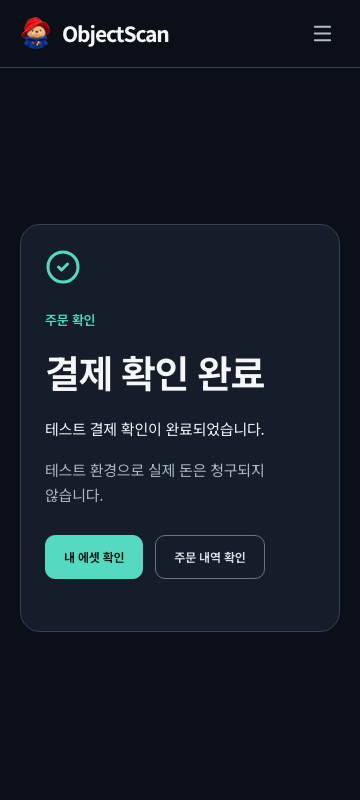 ObjectScan
주문 확인
결제 확인 완료
테스트 결제 확인이 완료되었습니다.
테스트 환경으로 실제 돈은 청구되지
않습니다.
내 에셋 확인
주문 내역 확인